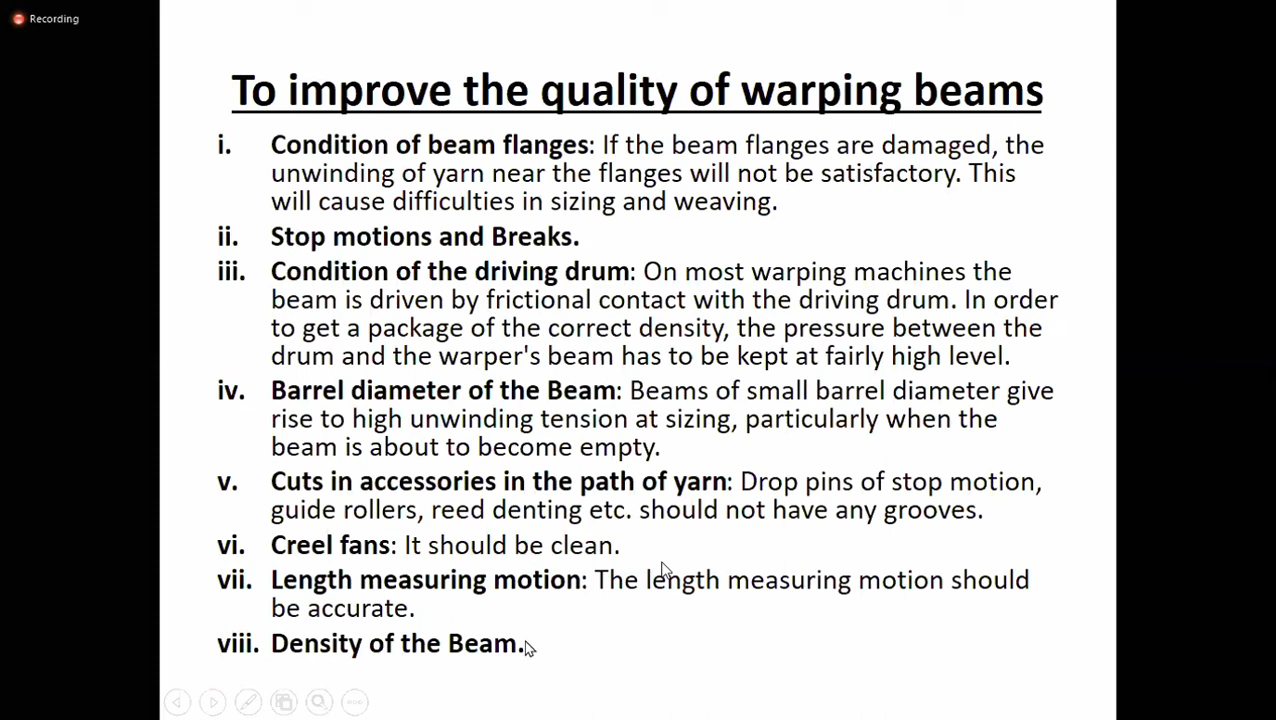 Recording
To improve the quality of warping beams
i. Condition of beam flanges: If the beam flanges are damaged, the
unwinding of yarn near the flanges will not be satisfactory. This
will cause difficulties in sizing and weaving.
ii. Stop motions and Breaks.
iii. Condition of the driving drum: On most warping machines the
beam is driven by frictional contact with the driving drum. In order
to get a package of the correct density, the pressure between the
drum and the warper's beam has to be kept at fairly high level.
iv. Barrel diameter of the Beam: Beams of small barrel diameter give
rise to high unwinding tension at sizing, particularly when the
beam is about to become empty.
v. Cuts in accessories in the path of yarn: Drop pins of stop motion,
guide rollers, reed denting etc. should not have any grooves.
vi. Creel fans: It should be clean.
vii. Length measuring motion: The length measuring motion should
be accurate.
viii. Density of the Beam.